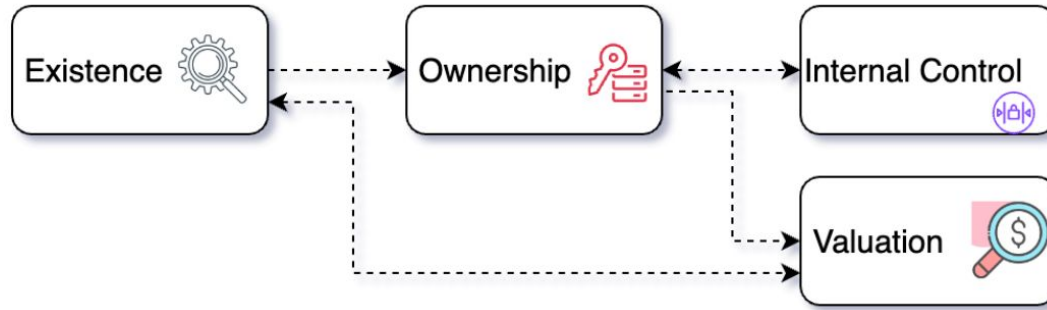 Existence
Ownership
Internal Control
Valuation
$